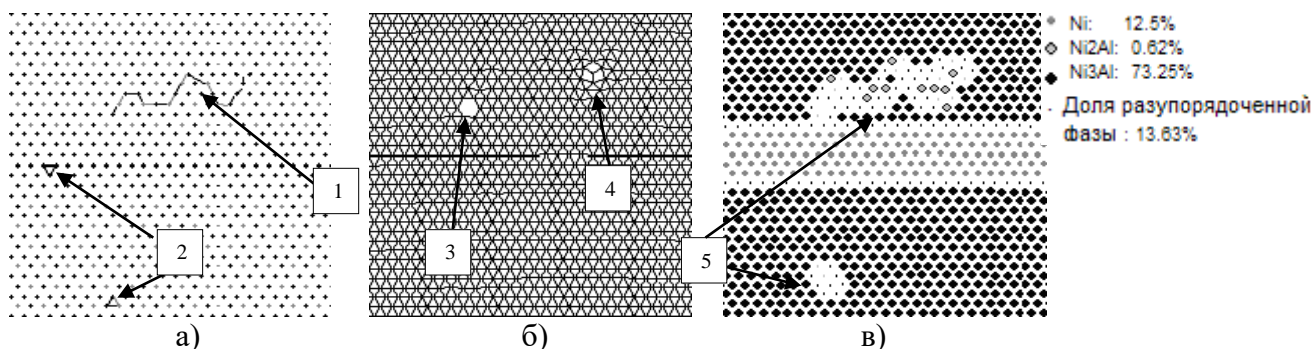 Ni: 12.5%
Ni2Al: 0.62%
Ni3Al: 73.25%
Доля разупорядоченной
фазы : 13.63%
1
2
3
4
5
а)
б)
в)